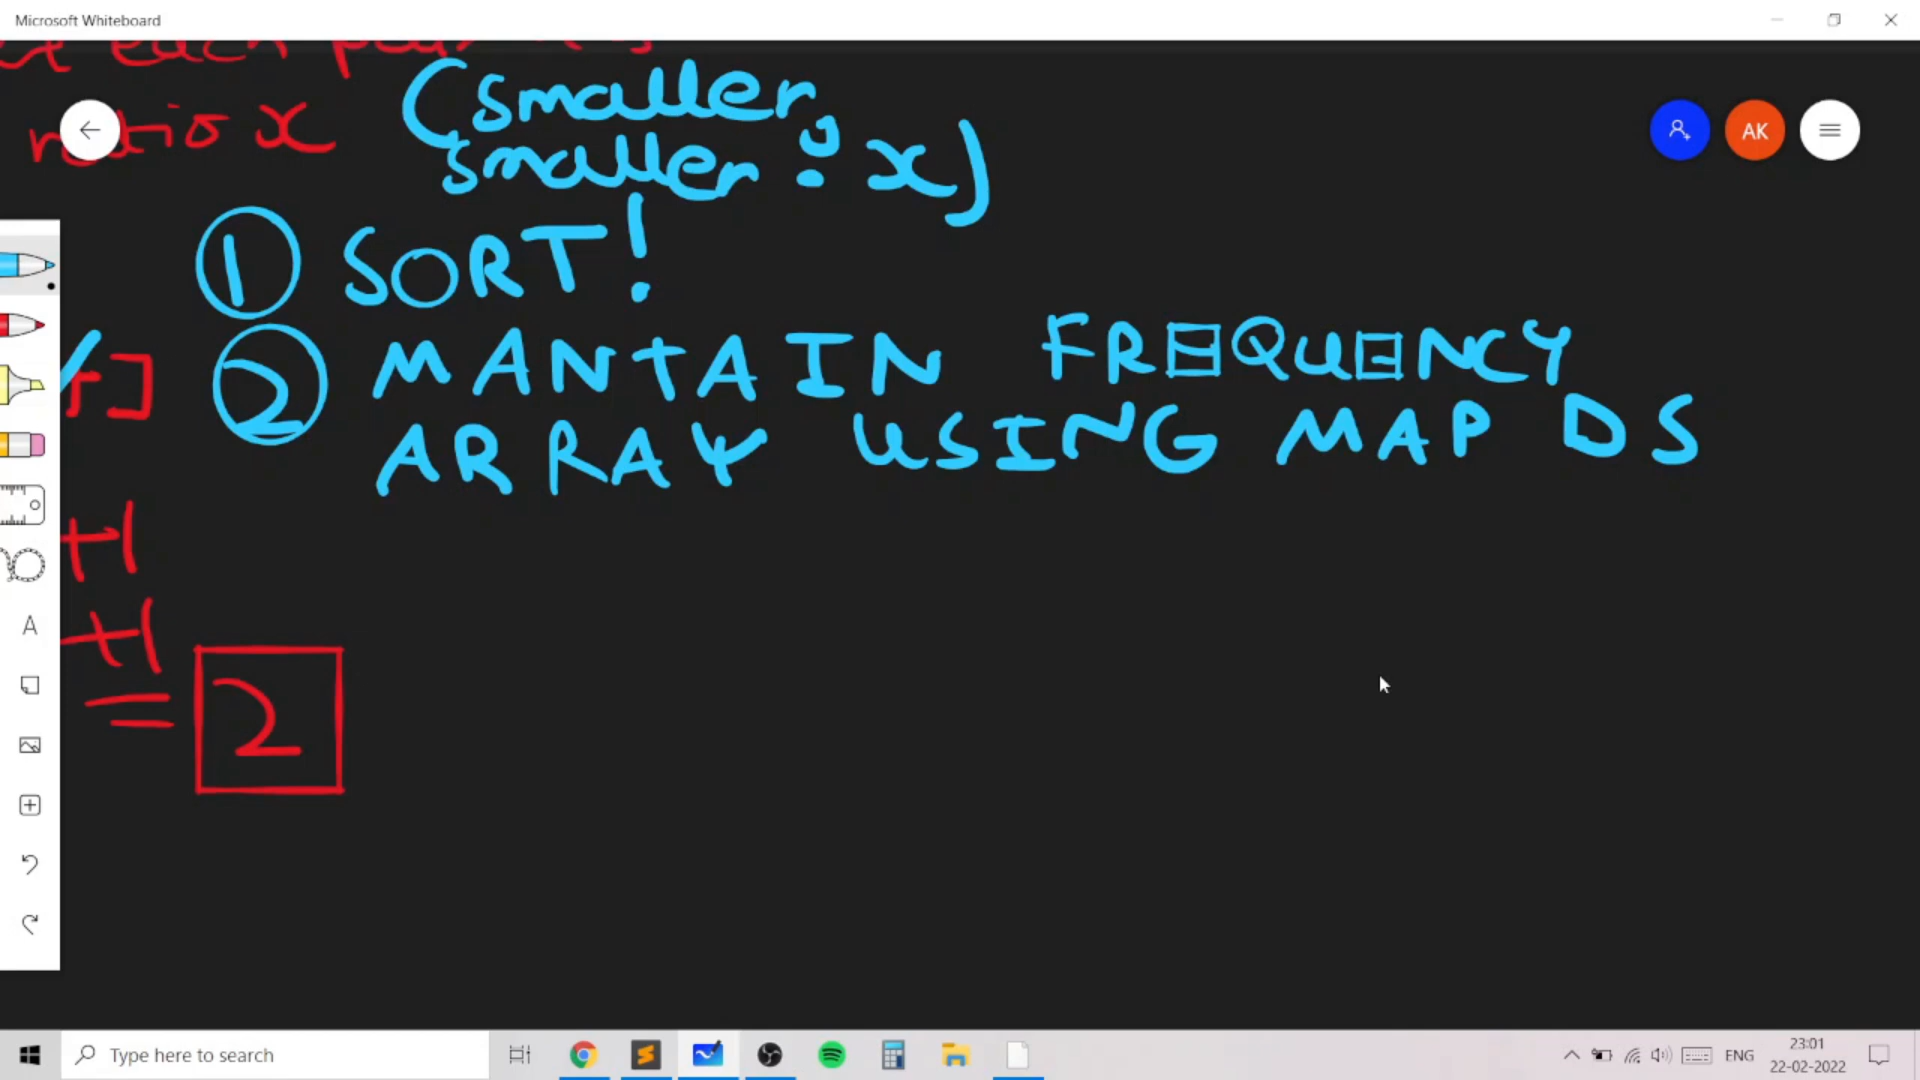 Microsoft Whiteboard
each
ratio x
(smaller,
smaller : x)
AK
1 SORT!
2 MANTAIN FREQUENCY
ARRAY USING MAP DS
]
+1
+1
= 2
A
Type here to search
ENG
23:01
22-02-2022